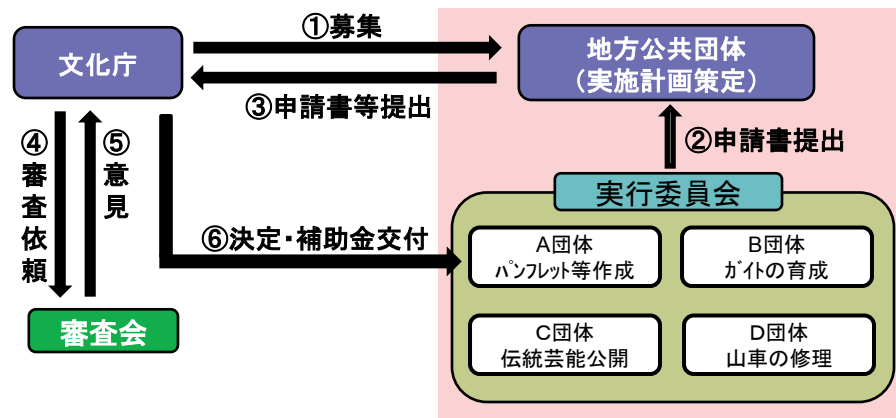 ①募集
文化庁
地方公共団体
（実施計画策定）
③申請書等提出
②申請書提出
④審査依頼
⑤意見
実行委員会
⑥決定・補助金交付
A団体
ﾊﾟﾝﾌﾚｯﾄ等作成
B団体
ｶﾞｲﾄの育成
C団体
伝統芸能公開
D団体
山車の修理
審査会